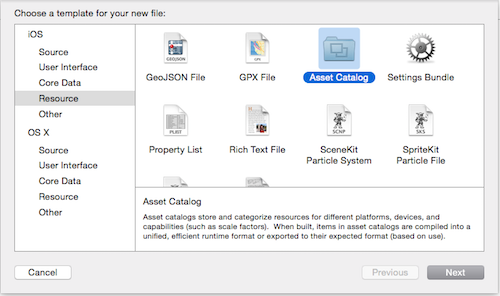 Choose a template for your new file:
iOS
Source
User Interface
Core Data
Resource
Other
OS X
Source
User Interface
Core Data
Resource
Other
GEOJSON
GPX
GeoJSON File
GPX File
Asset Catalog
Settings Bundle
PLIST
SCNP
SKS
Property List
Rich Text File
SceneKit
Particle System
SpriteKit
Particle File
Asset Catalog
Asset catalogs store and categorize resources for different platforms, devices, and
capabilities (such as scale factors). When built, items in asset catalogs are compiled into a
unified, efficient runtime format or exported to their expected format (based on use).
Cancel
Previous
Next